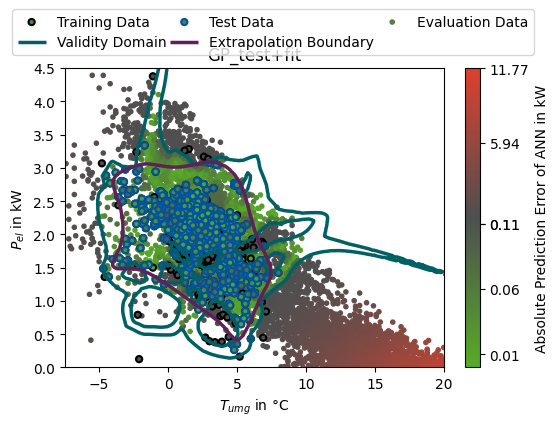 Training Data Test Data Evaluation Data
Validity Domain Extrapolation Boundary
GP_test+fit
4.5
4.0
3.5
3.0
2.5
2.0
1.5
1.0
0.5
0.0
P_el in kW
−5 0 5 10 15 20
T_umg in °C
11.77
5.94
0.11
0.06
0.01
Absolute Prediction Error of ANN in kW